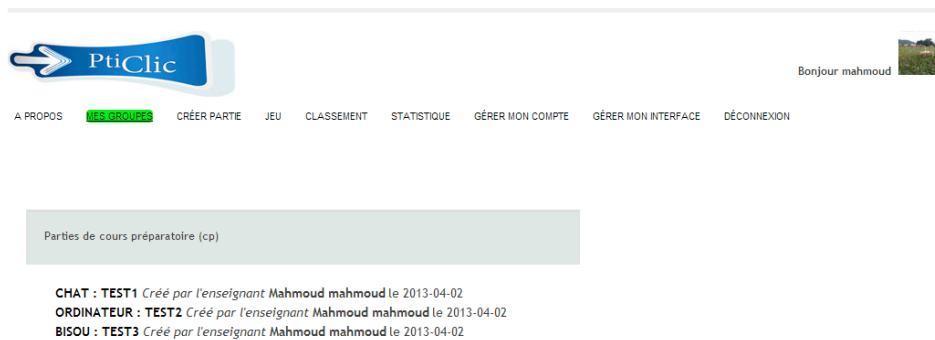 PtiClic
Bonjour mahmoud
A PROPOS MES GROUPES CRÉER PARTIE JEU CLASSEMENT STATISTIQUE GÉRER MON COMPTE GÉRER MON INTERFACE DÉCONNEXION
Parties de cours préparatoire (cp)
CHAT : TEST1 Créé par l'enseignant Mahmoud mahmoud le 2013-04-02
ORDINATEUR : TEST2 Créé par l'enseignant Mahmoud mahmoud le 2013-04-02
BISOU : TEST3 Créé par l'enseignant Mahmoud mahmoud le 2013-04-02